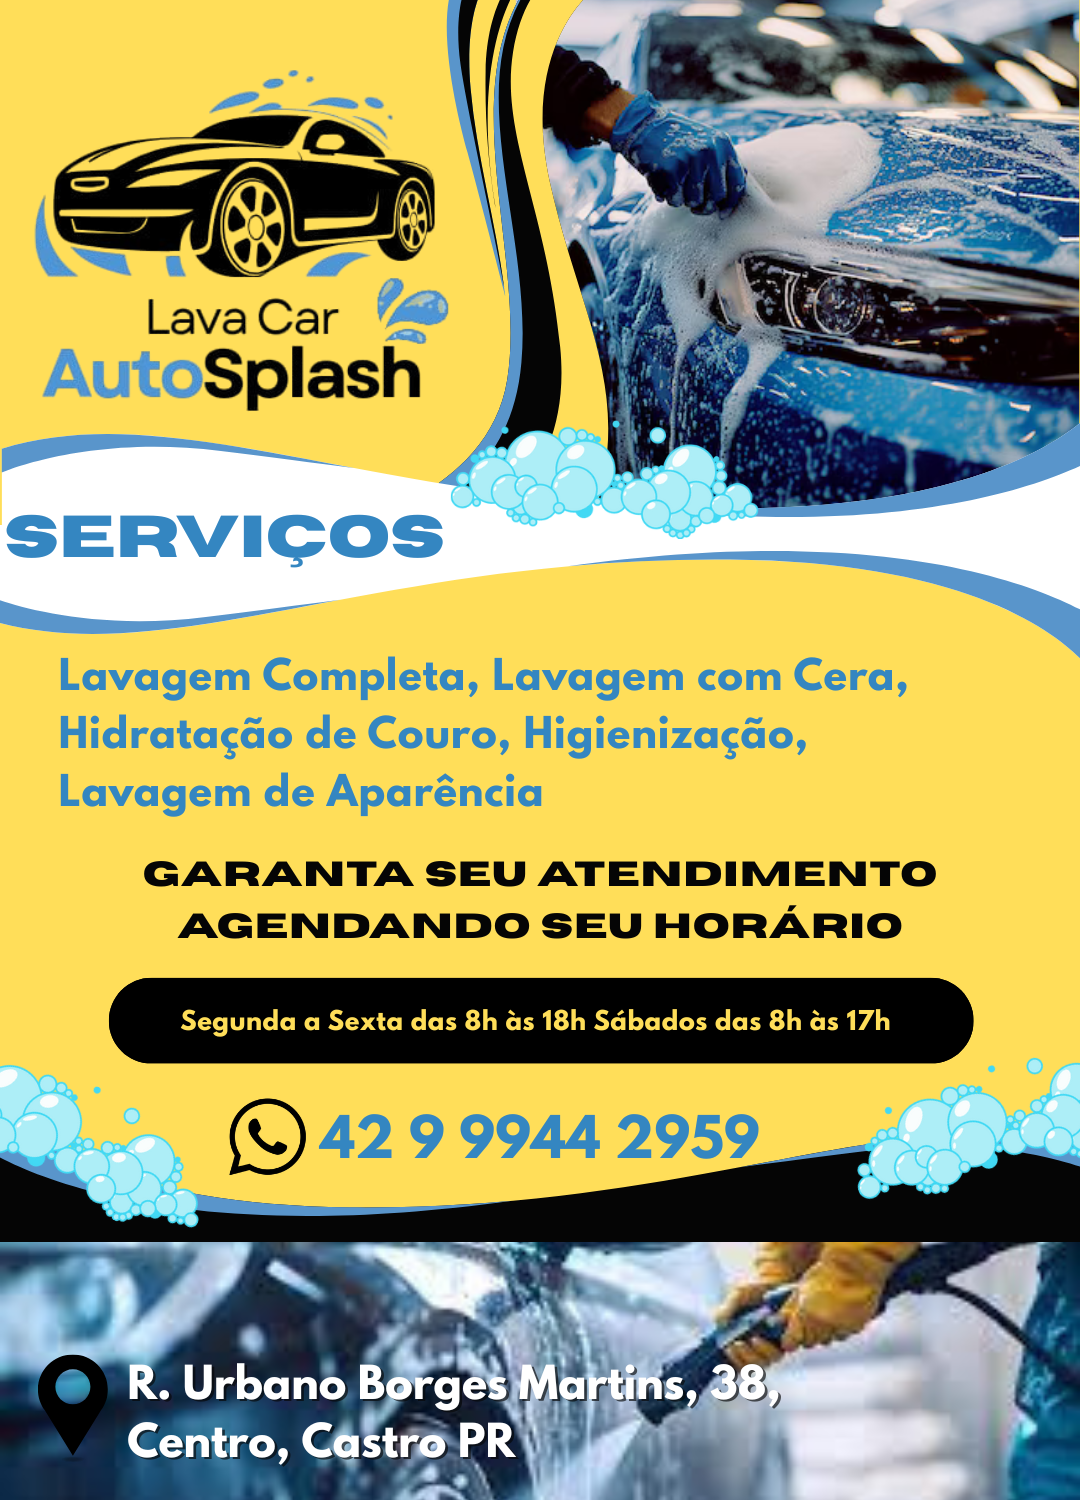 Lava Car
AutoSplash
SERVIÇOS
Lavagem Completa, Lavagem com Cera,
Hidratação de Couro, Higienização,
Lavagem de Aparência
GARANTA SEU ATENDIMENTO
AGENDANDO SEU HORÁRIO
Segunda a Sexta das 8h às 18h Sábados das 8h às 17h
42 9 9944 2959
R. Urbano Borges Martins, 38,
Centro, Castro PR